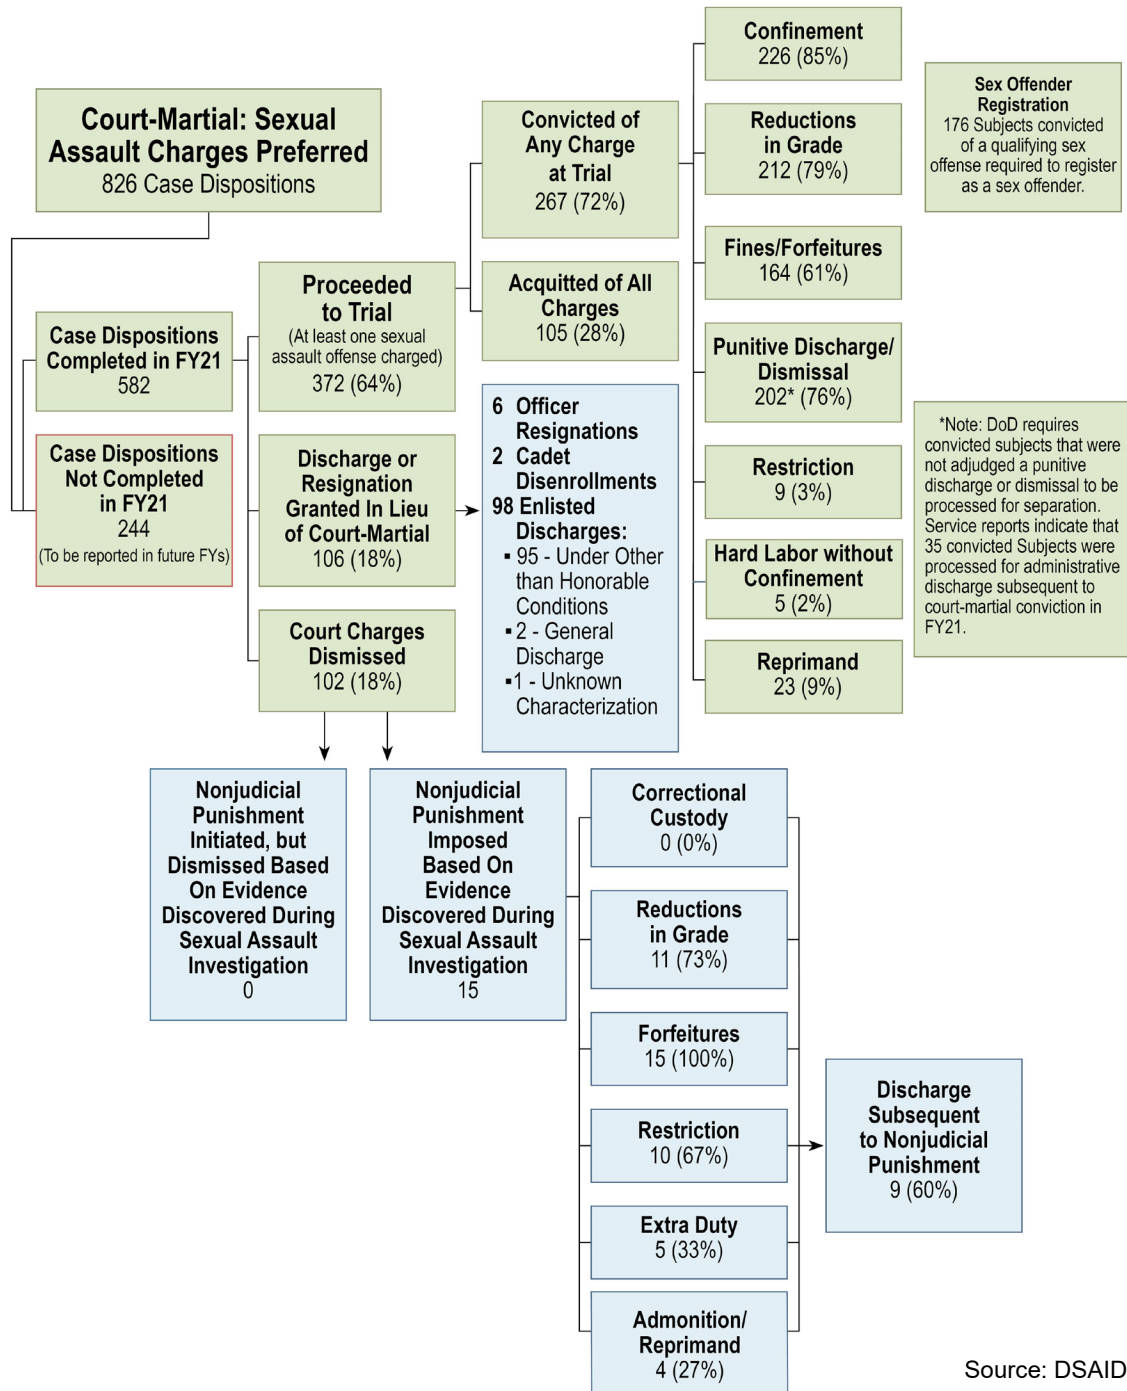 Court-Martial: Sexual
Assault Charges Preferred
826 Case Dispositions
Case Dispositions
Completed in FY21
582
Case Dispositions
Not Completed
in FY21
244
(To be reported in future FYs)
Proceeded
to Trial
(At least one sexual
assault offense charged)
372 (64%)
Discharge or
Resignation
Granted In Lieu
of Court-Martial
106 (18%)
Court Charges
Dismissed
102 (18%)
Convicted of
Any Charge
at Trial
267 (72%)
Acquitted of All
Charges
105 (28%)
6 Officer
Resignations
2 Cadet
Disenrollments
98 Enlisted
Discharges:
▪ 95 - Under Other
than Honorable
Conditions
▪2 - General
Discharge
▪1 - Unknown
Characterization
Confinement
226 (85%)
Reductions
in Grade
212 (79%)
Fines/Forfeitures
164 (61%)
Punitive Discharge/
Dismissal
202* (76%)
Restriction
9 (3%)
Hard Labor without
Confinement
5 (2%)
Reprimand
23 (9%)
Sex Offender
Registration
176 Subjects convicted
of a qualifying sex
offense required to register
as a sex offender.
*Note: DoD requires
convicted subjects that were
not adjudged a punitive
discharge or dismissal to be
processed for separation.
Service reports indicate that
35 convicted Subjects were
processed for administrative
discharge subsequent to
court-martial conviction in
FY21.
Nonjudicial
Punishment
Initiated, but
Dismissed Based
On Evidence
Discovered During
Sexual Assault
Investigation
0
Nonjudicial
Punishment
Imposed
Based On
Evidence
Discovered During
Sexual Assault
Investigation
15
Correctional
Custody
0 (0%)
Reductions
in Grade
11 (73%)
Forfeitures
15 (100%)
Restriction
10 (67%)
Extra Duty
5 (33%)
Admonition/
Reprimand
4 (27%)
Discharge
Subsequent
to Nonjudicial
Punishment
9 (60%)
Source: DSAID